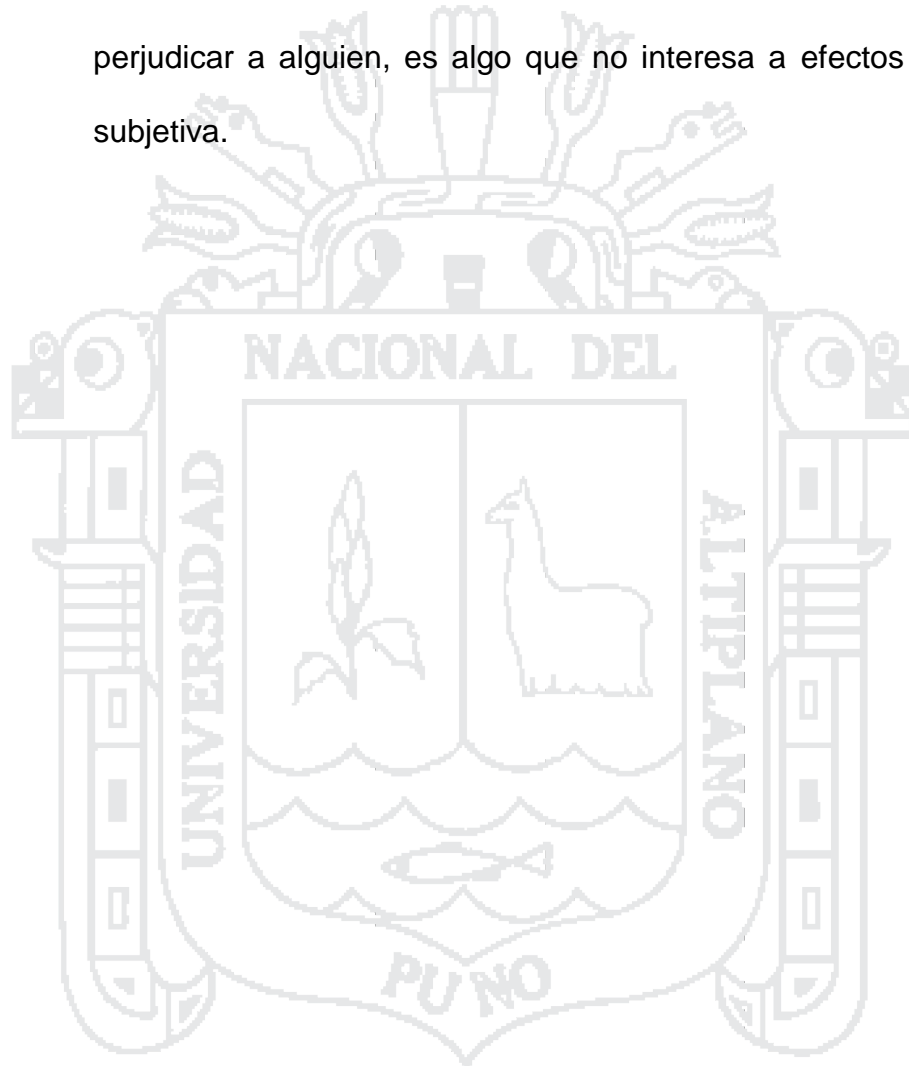 perjudicar a alguien, es algo que no interesa a efectos
subjetiva.
NACIONAL DEL
UNIVERSIDAD
ALTIPLANO
PUNO